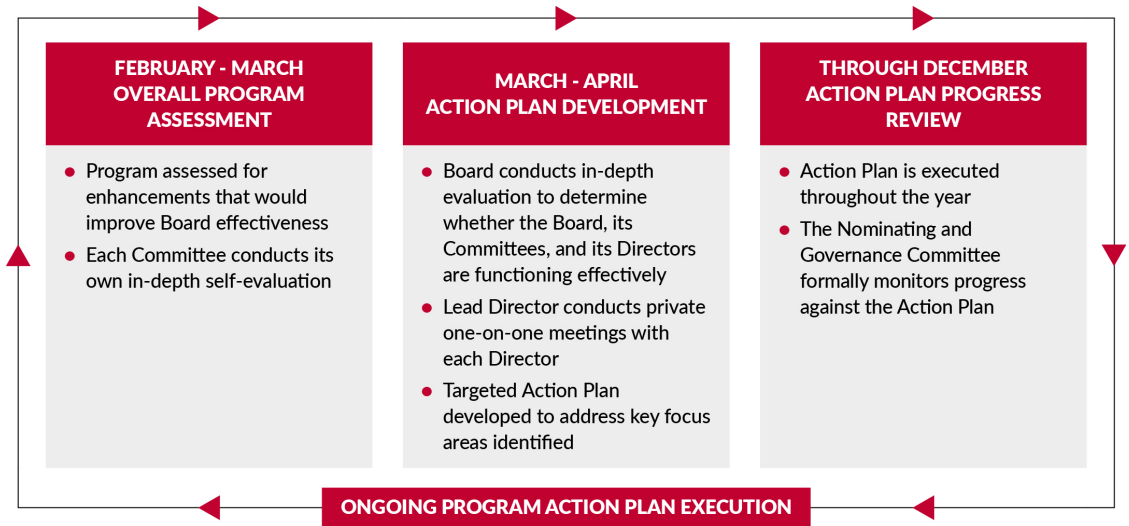 FEBRUARY - MARCH
OVERALL PROGRAM
ASSESSMENT
• Program assessed for
enhancements that would
improve Board effectiveness
• Each Committee conducts its
own in-depth self-evaluation
MARCH - APRIL
ACTION PLAN DEVELOPMENT
• Board conducts in-depth
evaluation to determine
whether the Board, its
Committees, and its Directors
are functioning effectively
• Lead Director conducts private
one-on-one meetings with
each Director
• Targeted Action Plan
developed to address key focus
areas identified
THROUGH DECEMBER
ACTION PLAN PROGRESS
REVIEW
• Action Plan is executed
throughout the year
• The Nominating and
Governance Committee
formally monitors progress
against the Action Plan
ONGOING PROGRAM ACTION PLAN EXECUTION